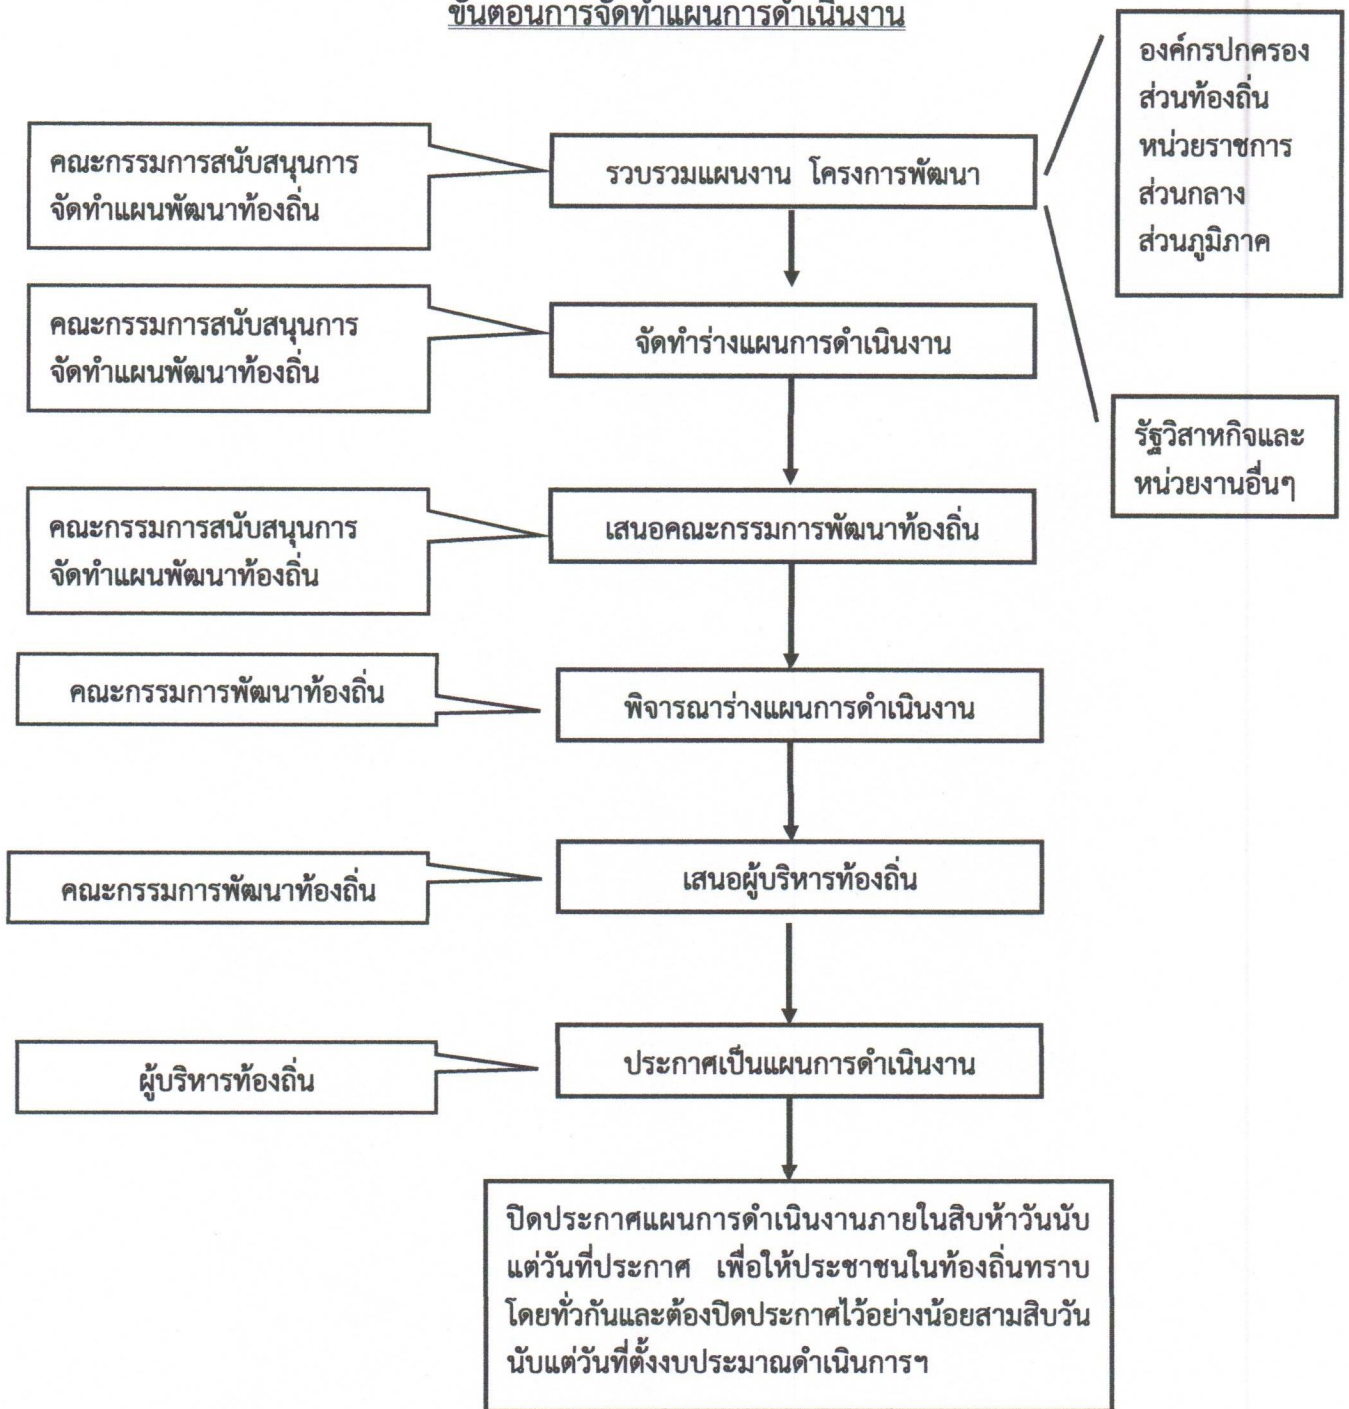 ขั้นตอนการจัดทำแผนการดำเนินงาน
องค์กรปกครอง
ส่วนท้องถิ่น
หน่วยราชการ
ส่วนกลาง
ส่วนภูมิภาค
คณะกรรมการสนับสนุนการ
จัดทำแผนพัฒนาท้องถิ่น
รวบรวมแผนงาน โครงการพัฒนา
คณะกรรมการสนับสนุนการ
จัดทำแผนพัฒนาท้องถิ่น
จัดทำร่างแผนการดำเนินงาน
รัฐวิสาหกิจและ
หน่วยงานอื่นๆ
คณะกรรมการสนับสนุนการ
จัดทำแผนพัฒนาท้องถิ่น
เสนอคณะกรรมการพัฒนาท้องถิ่น
คณะกรรมการพัฒนาท้องถิ่น
พิจารณาร่างแผนการดำเนินงาน
คณะกรรมการพัฒนาท้องถิ่น
เสนอผู้บริหารท้องถิ่น
ผู้บริหารท้องถิ่น
ประกาศเป็นแผนการดำเนินงาน
ปิดประกาศแผนการดำเนินงานภายในสิบห้าวันนับ
แต่วันที่ประกาศ เพื่อให้ประชาชนในท้องถิ่นทราบ
โดยทั่วกันและต้องปิดประกาศไว้อย่างน้อยสามสิบวัน
นับแต่วันที่ตั้งงบประมาณดำเนินการฯ